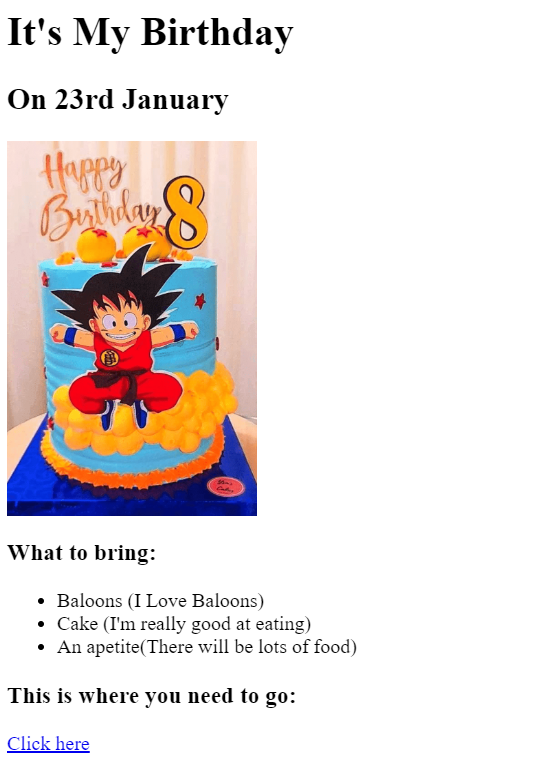 It's My Birthday
On 23rd January
Happy
Birthday 8
What to bring:
Baloons (I Love Baloons)
Cake (I'm really good at eating)
An apetite(There will be lots of food)
This is where you need to go:
Click here